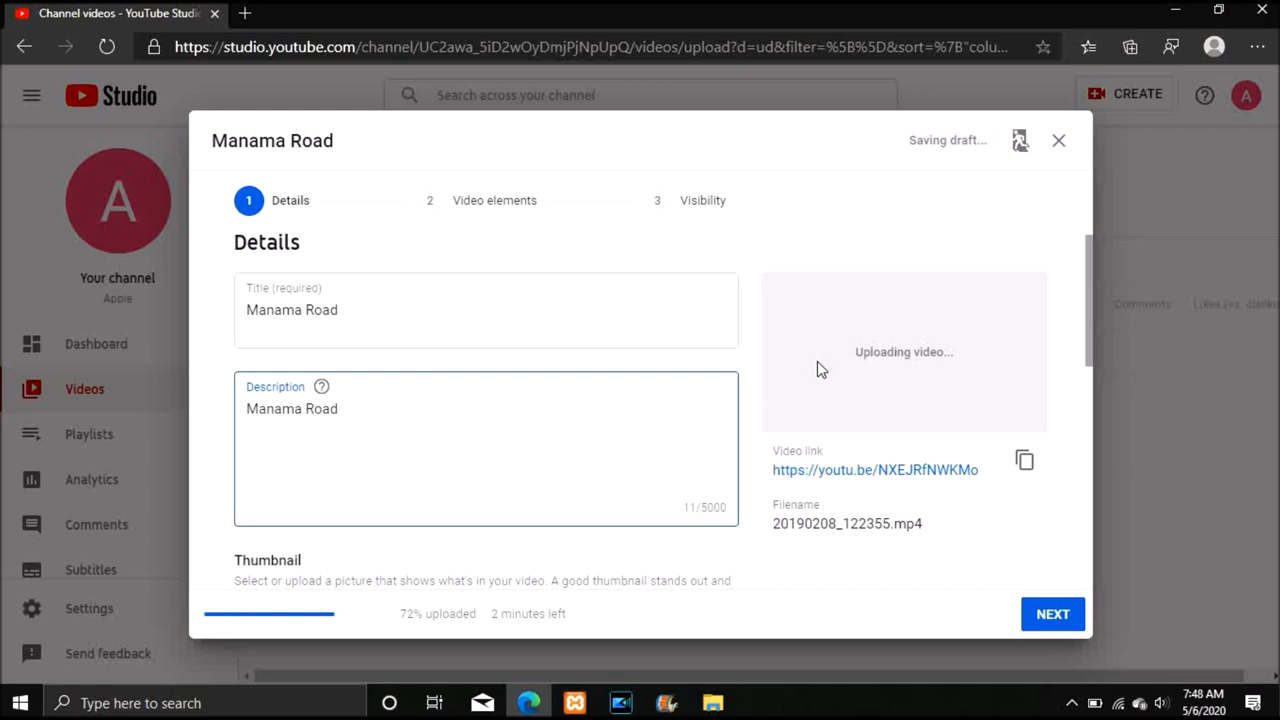 Channel videos - YouTube Studi
https://studio.youtube.com/channel/UC2awa_5iD2wOyDmjPjNpUpQ/videos/upload?d=ud&filter=%5B%5D&sort=%7B"colu...
Studio
Search across your channel
CREATE
A
A
Your channel
Apple
Dashboard
Videos
Playlists
Analytics
Comments
Subtitles
Settings
Send feedback
Manama Road
Saving draft...
1 Details
2 Video elements
3 Visibility
Details
Title (required)
Manama Road
Description
Manama Road
11/5000
Uploading video...
Video link
https://youtu.be/NXEJRfNWKMo
Filename
20190208_122355.mp4
Thumbnail
Select or upload a picture that shows what's in your video. A good thumbnail stands out and
72% uploaded 2 minutes left
NEXT
Comments
Likes (vs.
Type here to search
7:48 AM
5/6/2020